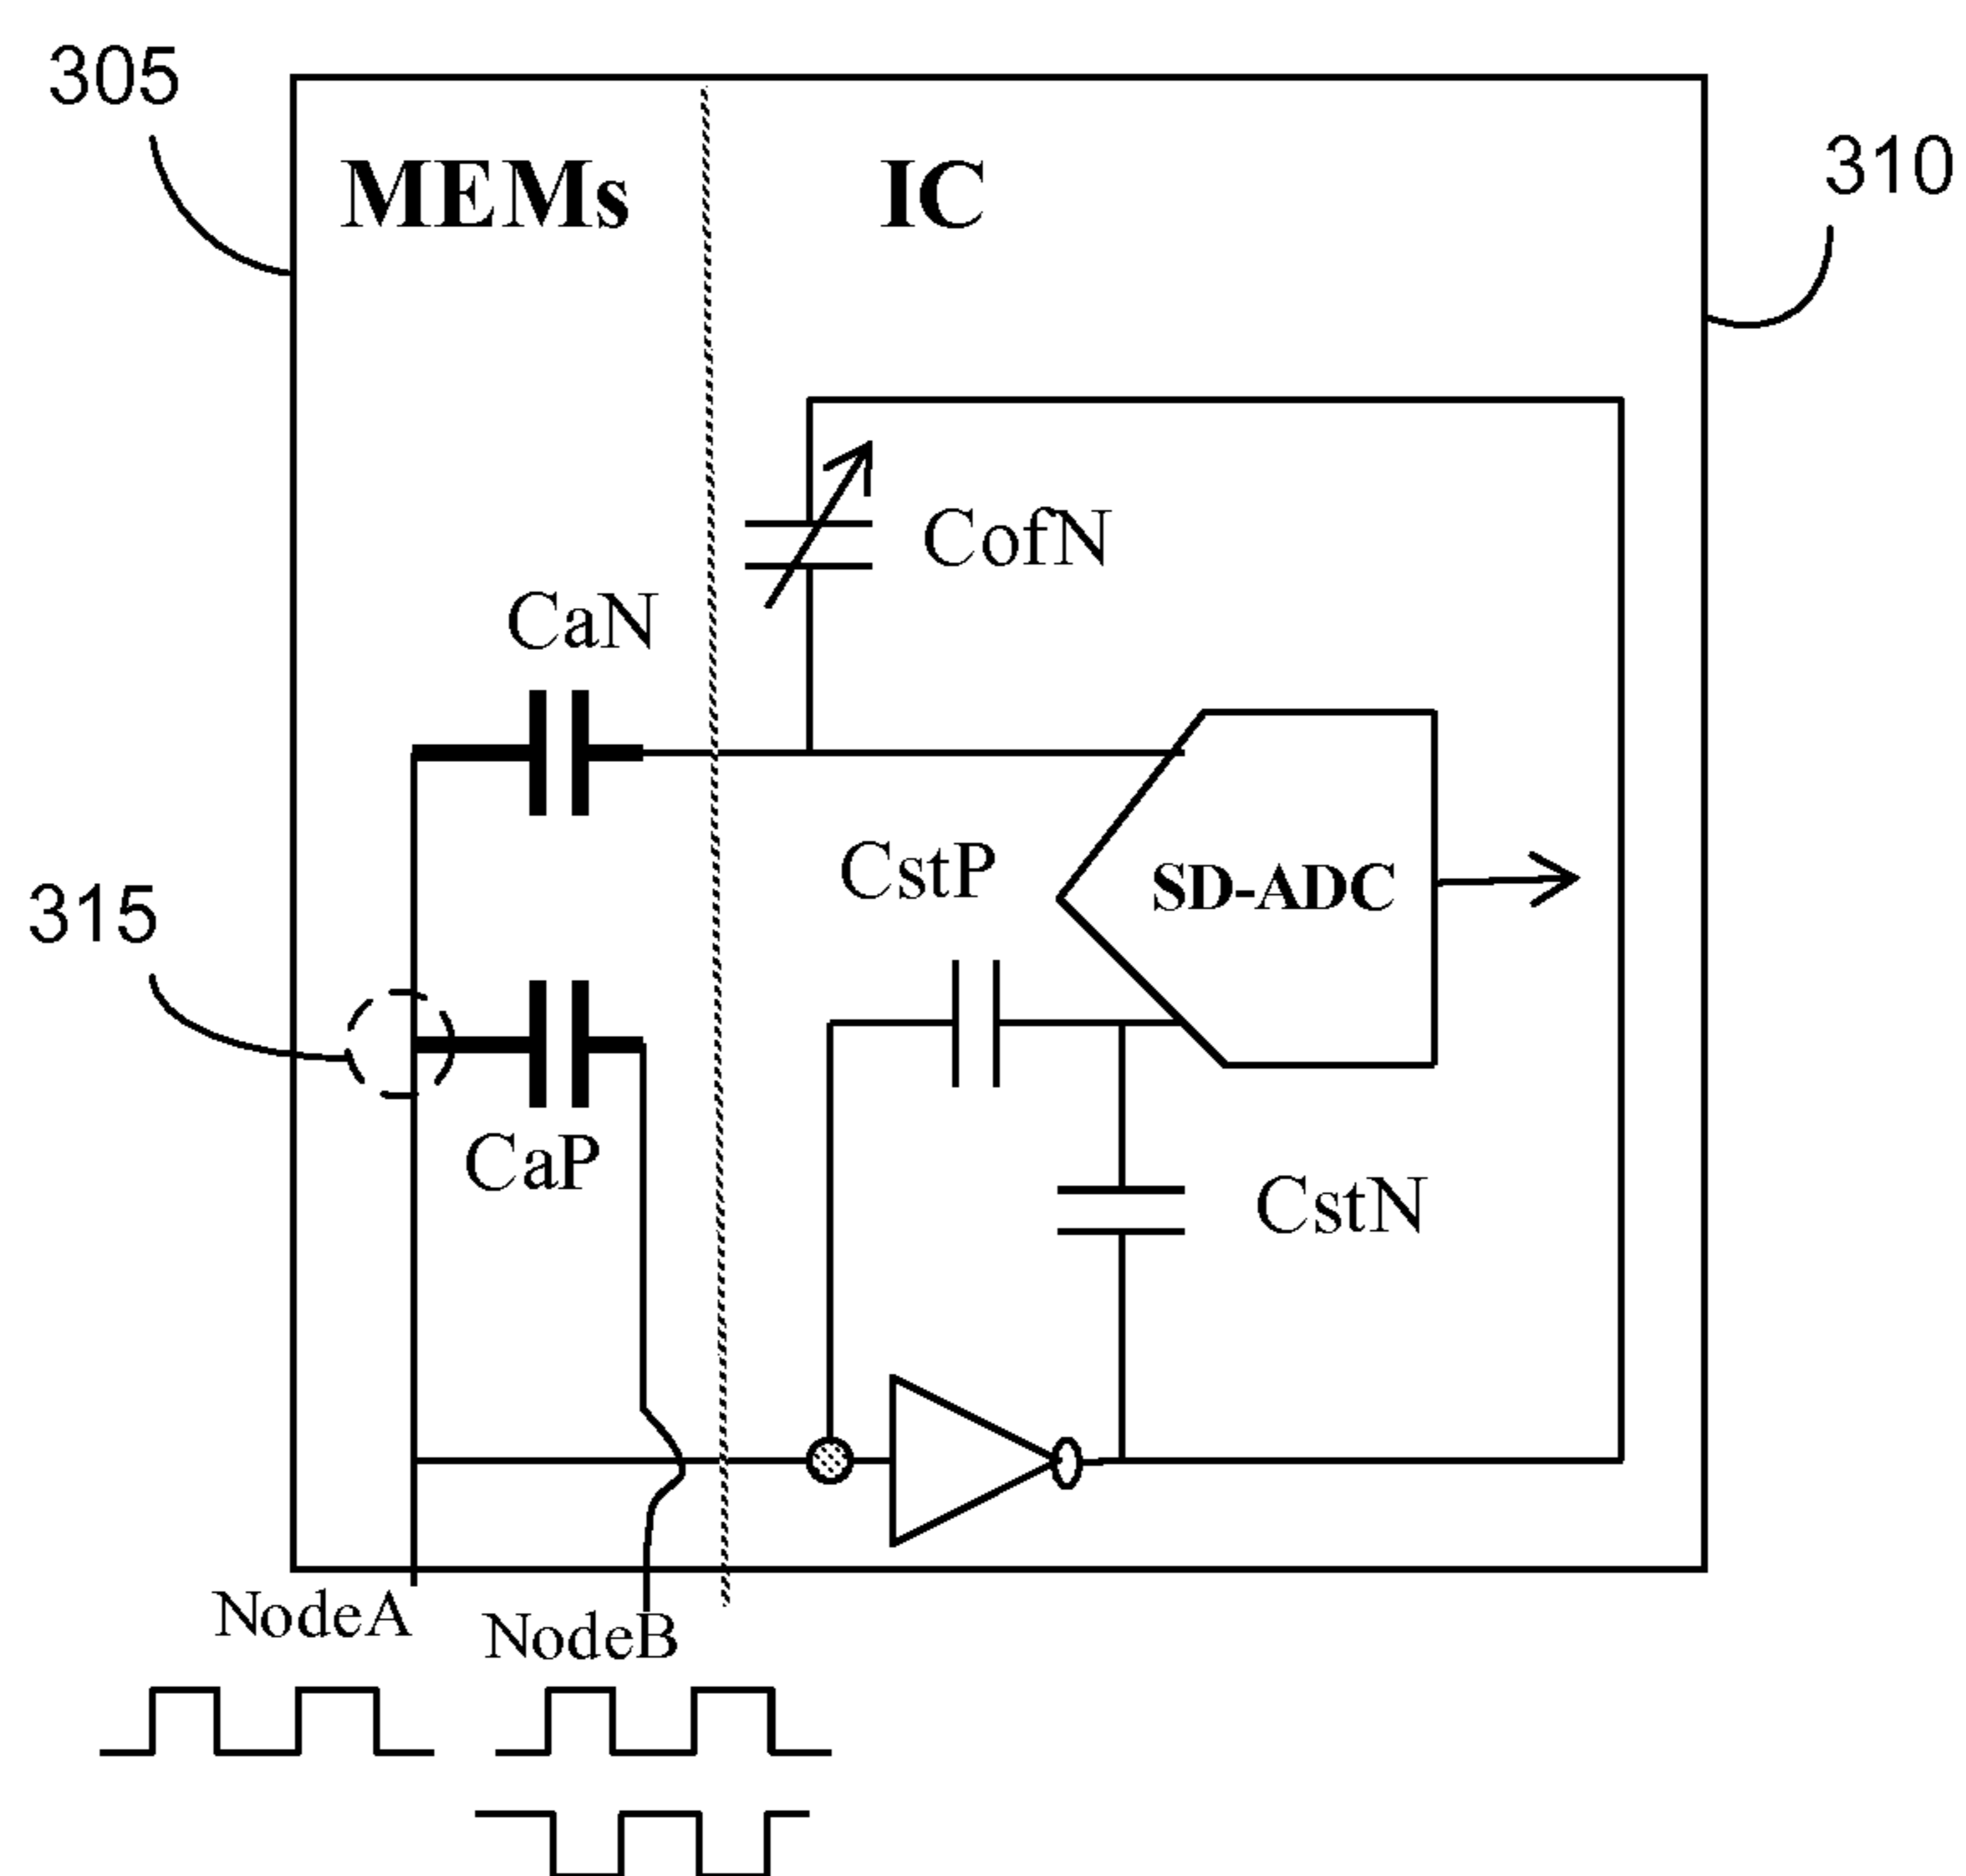 305
MEMs
IC
310
CofN
CaN
CstP
SD-ADC
315
CaP
CstN
NodeA
NodeB